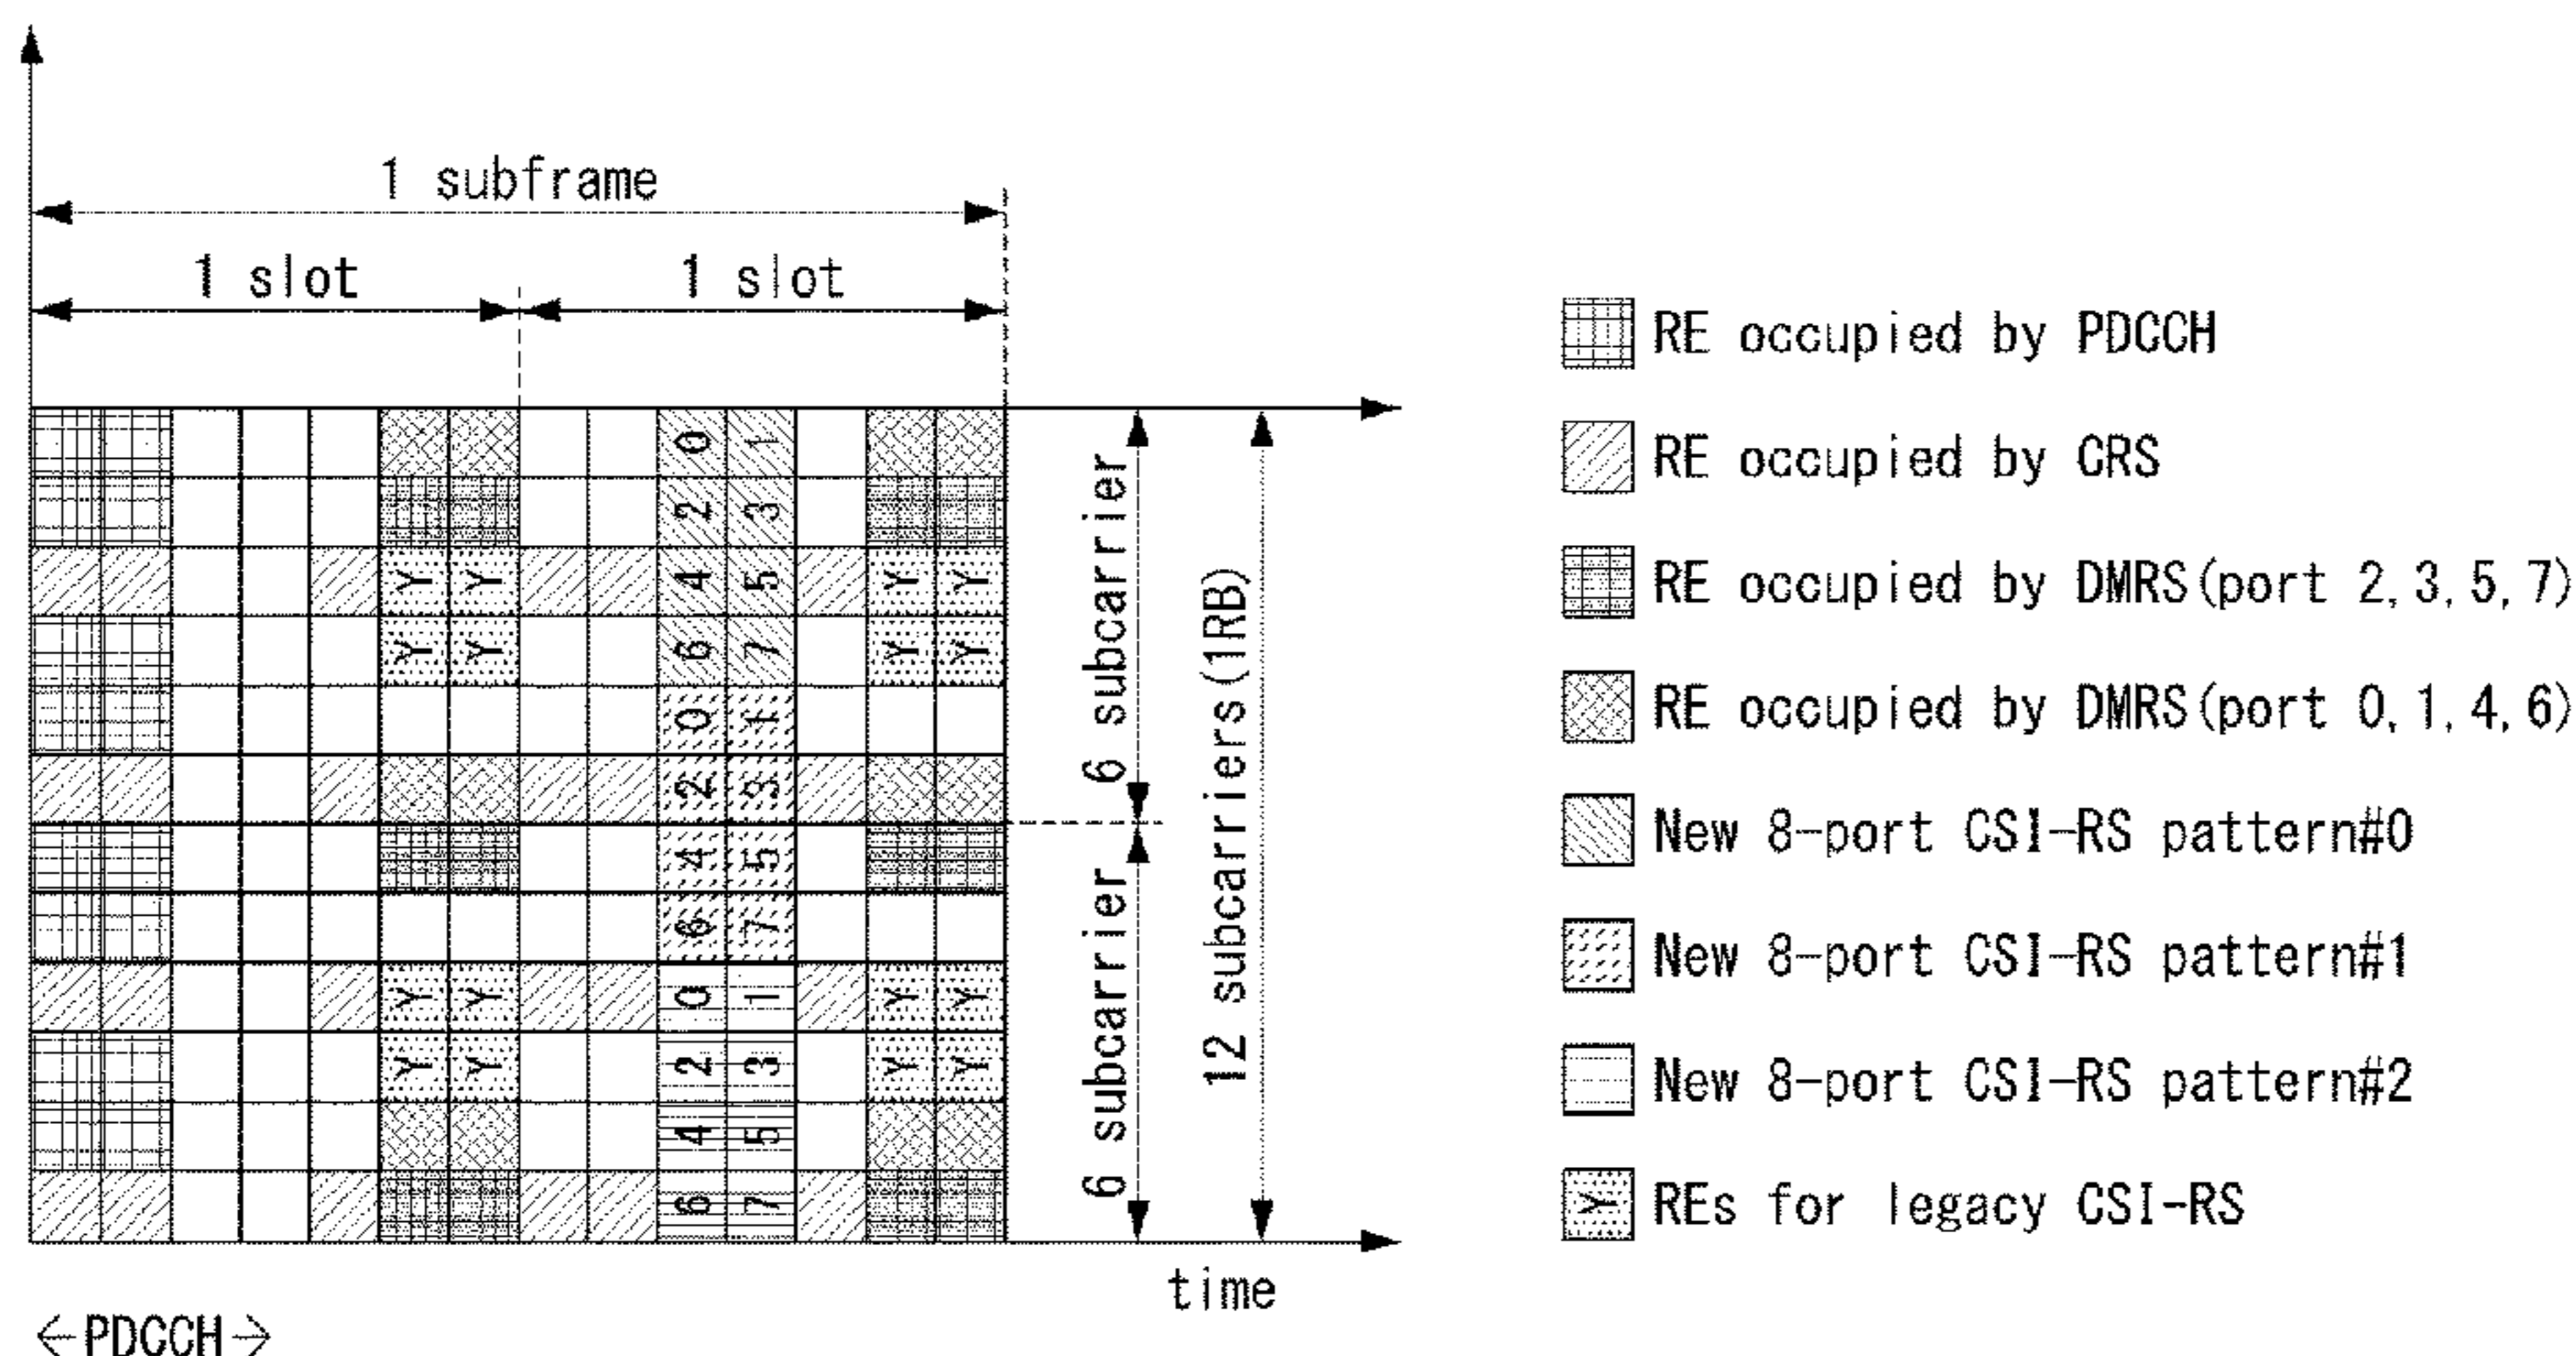 1 subframe
1 slot
1 slot
0 1
2 3
Y Y 4 5 Y Y
Y Y 6 7 Y Y
0 1
2 3
4 5
6 7
Y Y 0 1 Y Y
Y Y 2 3 Y Y
4 5
6 7
6 subcarrier
6 subcarrier
12 subcarriers(1RB)
time
PDCCH
RE occupied by PDCCH
RE occupied by CRS
RE occupied by DMRS(port 2,3,5,7)
RE occupied by DMRS(port 0,1,4,6)
New 8-port CSI-RS pattern#0
New 8-port CSI-RS pattern#1
New 8-port CSI-RS pattern#2
Y REs for legacy CSI-RS